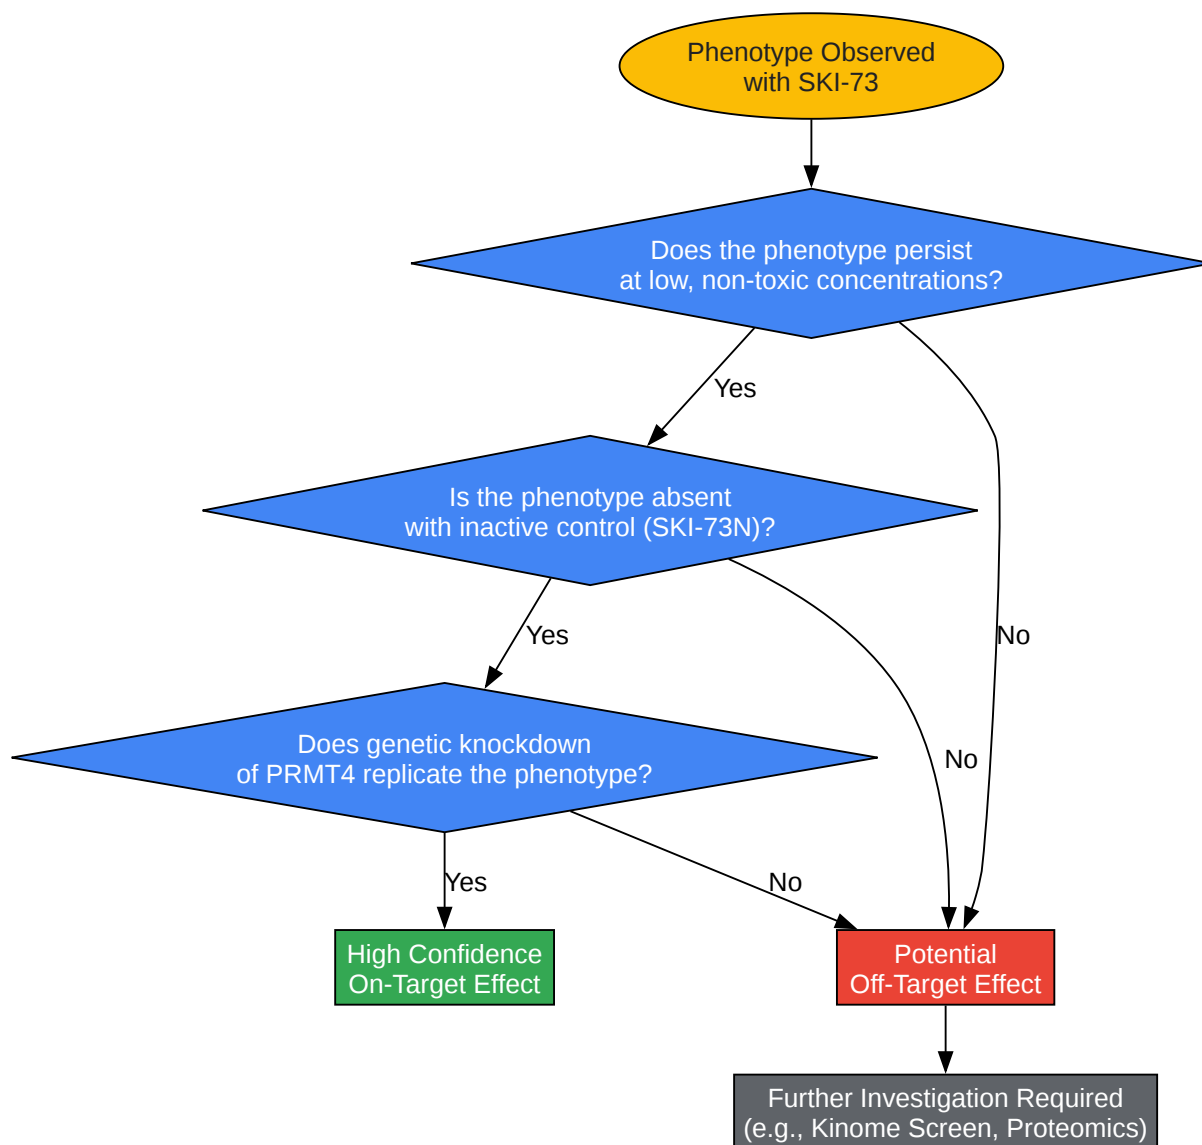 Phenotype Observed
with SKI-73
Does the phenotype persist
at low, non-toxic concentrations?
Yes
Is the phenotype absent
with inactive control (SKI-73N)?
Yes
No
Does genetic knockdown
of PRMT4 replicate the phenotype?
No
Yes
No
High Confidence
On-Target Effect
Potential
Off-Target Effect
Further Investigation Required
(e.g., Kinome Screen, Proteomics)